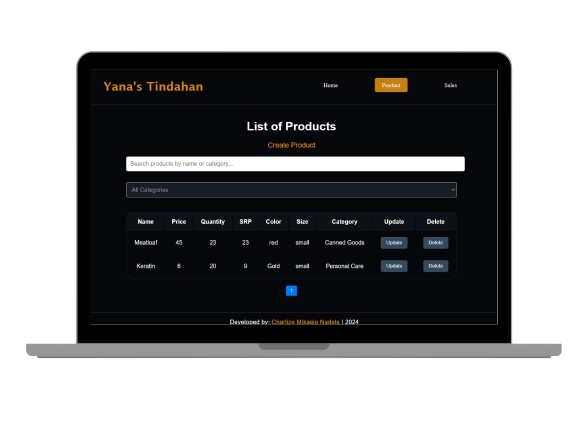 Yana's Tindahan Home Product Sales
List of Products
Create Product
Search products by name or category...
All Categories
Name Price Quantity SRP Color Size Category Update Delete
Meatloaf 45 23 23 red small Canned Goods Update Delete
Keratin 6 20 9 Gold small Personal Care Update Delete
1
Developed by: Charlize Mikaera Nadela | 2024